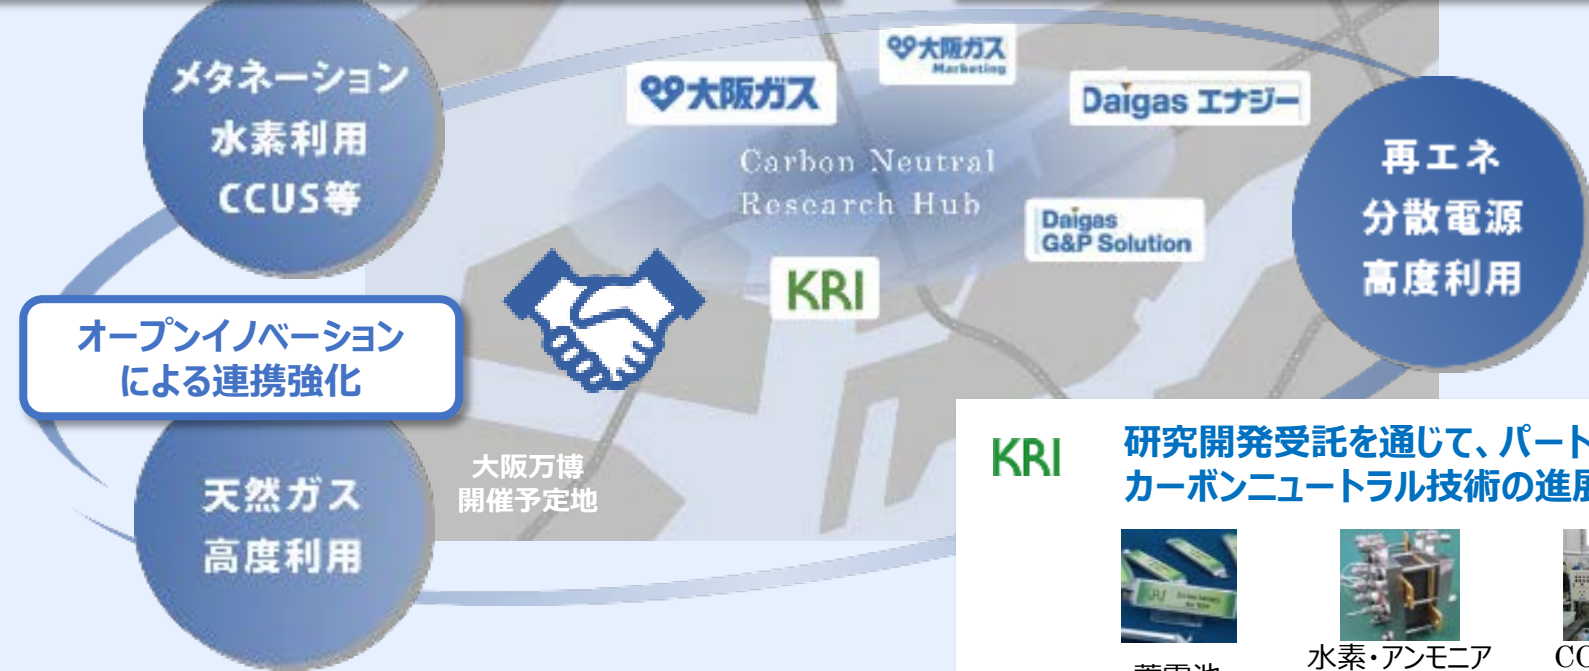 メタネーション
水素利用
CCUS等
大阪ガス
大阪ガス
Marketing
Daigas エナジー
Carbon Neutral
Research Hub
Daigas
G&P Solution
KRI
再エネ
分散電源
高度利用
オープンイノベーション
による連携強化
天然ガス
高度利用
大阪万博
開催予定地
KRI
研究開発受託を通じて、パート
カーボンニュートラル技術の進展
KRI
蓄電池
水素・アンモニア